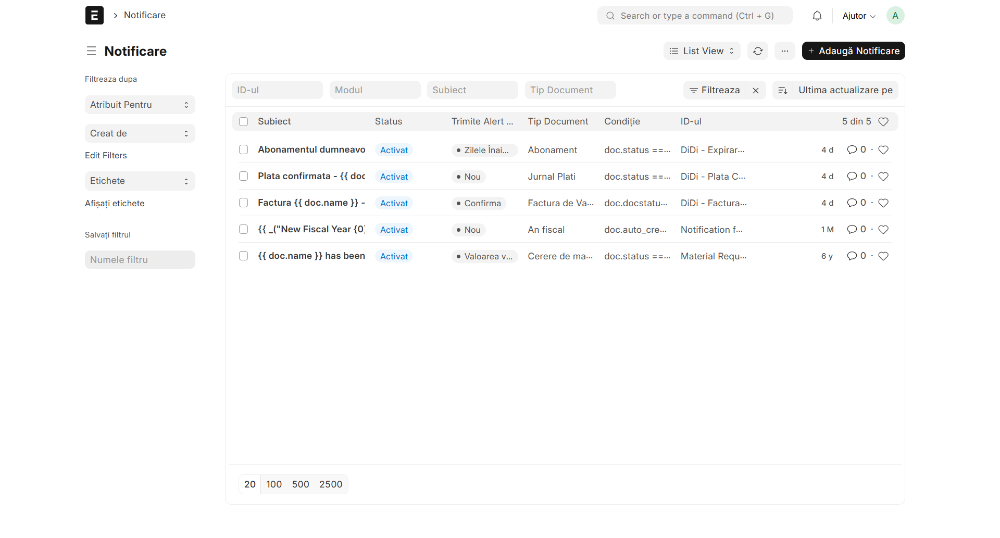 Notificare
Search or type a command (Ctrl + G)
Ajutor
A
Notificare
List View
Adaugă Notificare
Filtreaza dupa
Atribuit Pentru
Creat de
Edit Filters
Etichete
Afișați etichete
Salvați filtrul
Numele filtru
ID-ul
Modul
Subiect
Tip Document
Filtreaza
Ultima actualizare pe
Subiect Status Trimite Alert ... Tip Document Condiție ID-ul 5 din 5
Abonamentul dumneavo Activat Zilele Înai... Abonament doc.status ==... DiDi - Expirar... 4 d 0
Plata confirmata - {{ doc Activat Nou Jurnal Plati doc.status ==... DiDi - Plata C... 4 d 0
Factura {{ doc.name }} - Activat Confirma Factura de Va... doc.docstatu... DiDi - Factura... 4 d 0
{{ _("New Fiscal Year {0} Activat Nou An fiscal doc.auto_cre... Notification f... 1 M 0
{{ doc.name }} has been Activat Valoarea v... Cerere de ma... doc.status ==... Material Requ... 6 y 0
20 100 500 2500